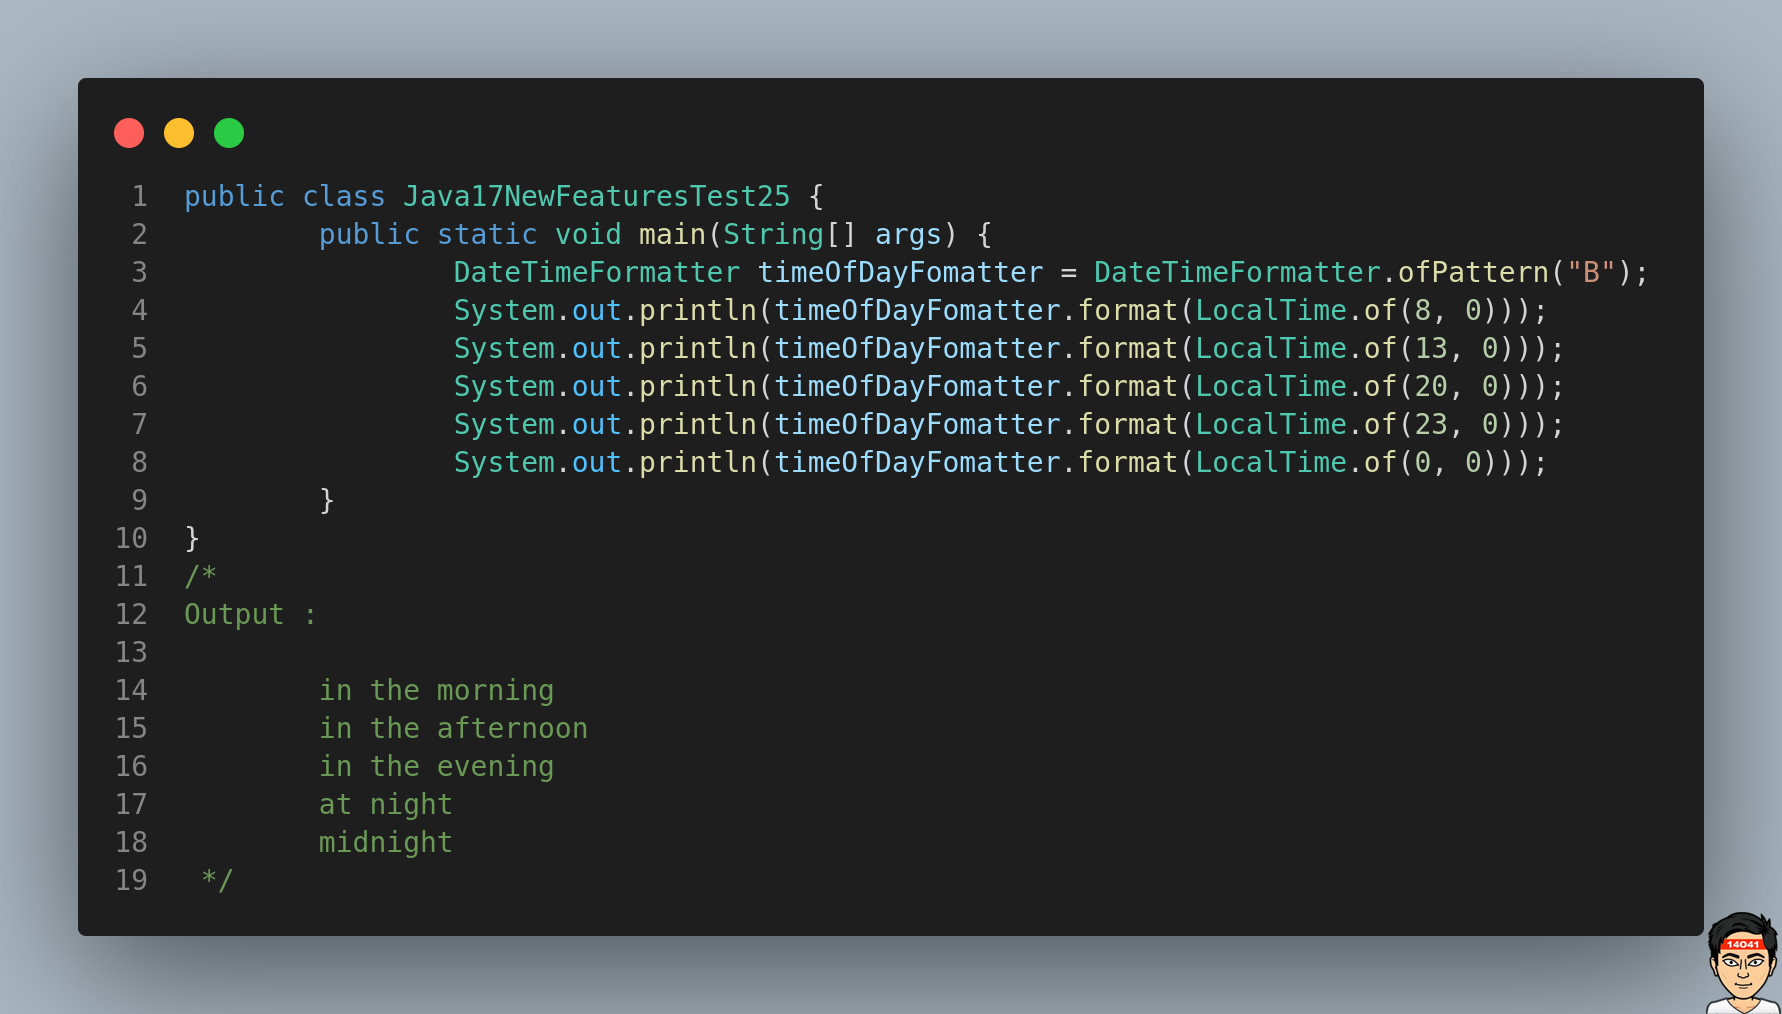 1 public class Java17NewFeaturesTest25 {
2 public static void main(String[] args) {
3 DateTimeFormatter timeOfDayFomatter = DateTimeFormatter.ofPattern("B");
4 System.out.println(timeOfDayFomatter.format(LocalTime.of(8, 0)));
5 System.out.println(timeOfDayFomatter.format(LocalTime.of(13, 0)));
6 System.out.println(timeOfDayFomatter.format(LocalTime.of(20, 0)));
7 System.out.println(timeOfDayFomatter.format(LocalTime.of(23, 0)));
8 System.out.println(timeOfDayFomatter.format(LocalTime.of(0, 0)));
9 }
10 }
11 /*
12 Output :
13
14 in the morning
15 in the afternoon
16 in the evening
17 at night
18 midnight
19 */
14041